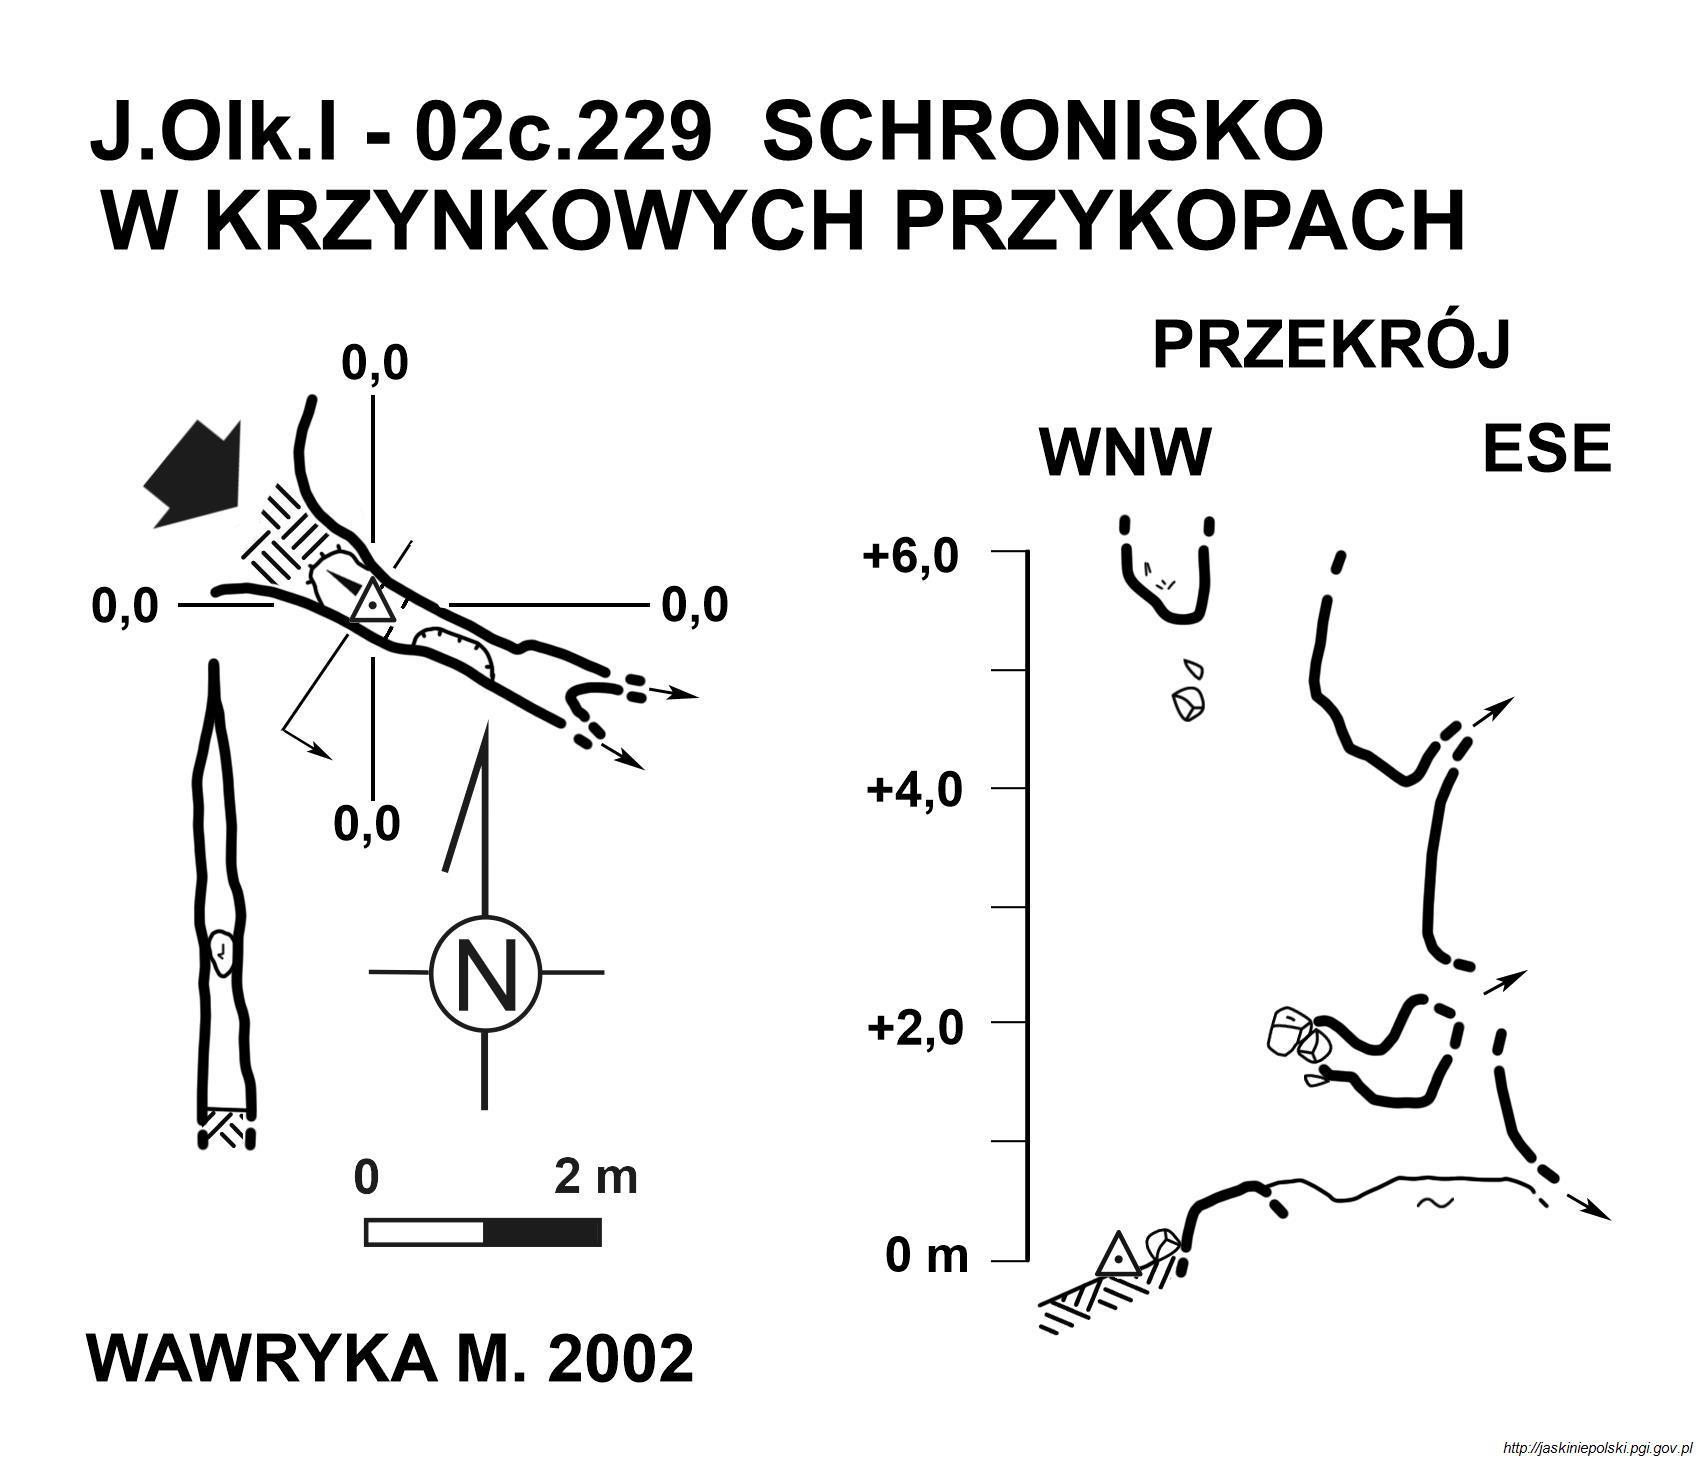 J.Olk.I - 02c.229 SCHRONISKO
W KRZYNKOWYCH PRZYKOPACH
PRZEKRÓJ
WNW
ESE
0,0
0,0
0,0
0,0
+6,0
+4,0
+2,0
0 m
N
0 2 m
WAWRYKA M. 2002
http://jaskiniepolski.pgi.gov.pl